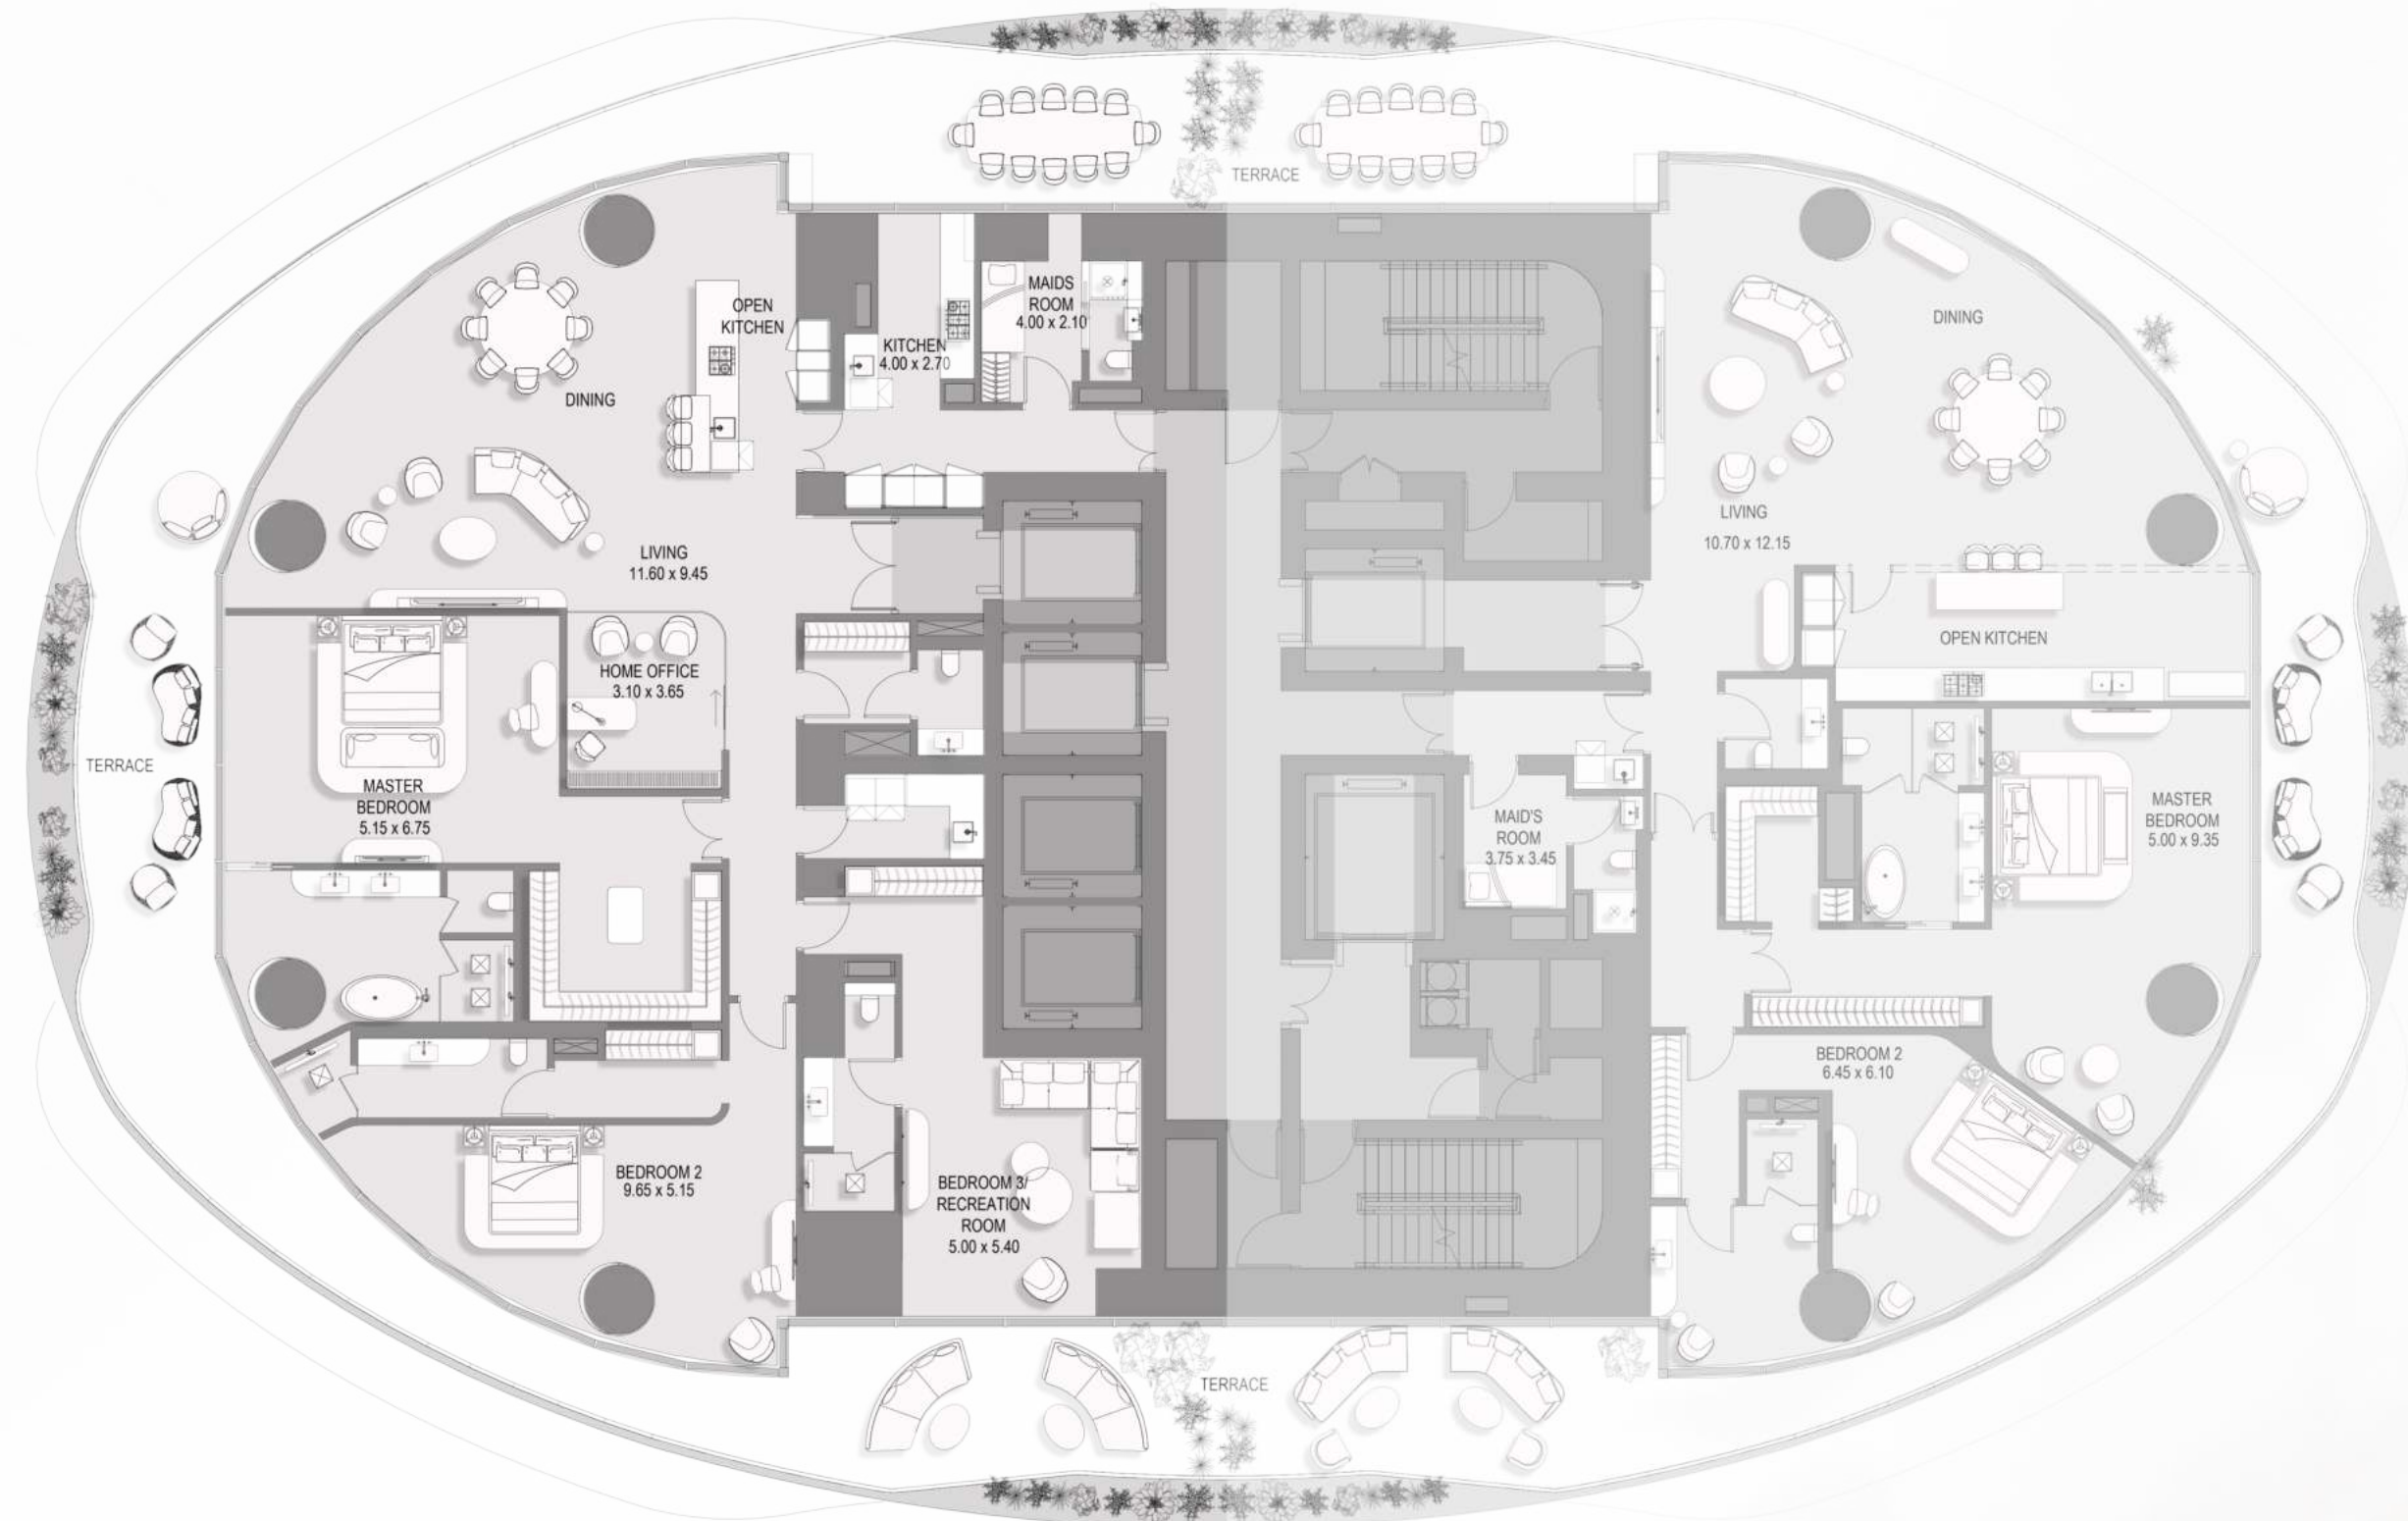 TERRACE
OPEN
KITCHEN
MAIDS
ROOM
4.00 x 2.10
KITCHEN
4.00 x 2.70
DINING
LIVING
11.60 x 9.45
HOME OFFICE
3.10 x 3.65
TERRACE
MASTER
BEDROOM
5.15 x 6.75
BEDROOM 2
9.65 x 5.15
BEDROOM 3/
RECREATION
ROOM
5.00 x 5.40
DINING
LIVING
10.70 x 12.15
OPEN KITCHEN
MAID'S
ROOM
3.75 x 3.45
MASTER
BEDROOM
5.00 x 9.35
BEDROOM 2
6.45 x 6.10
TERRACE